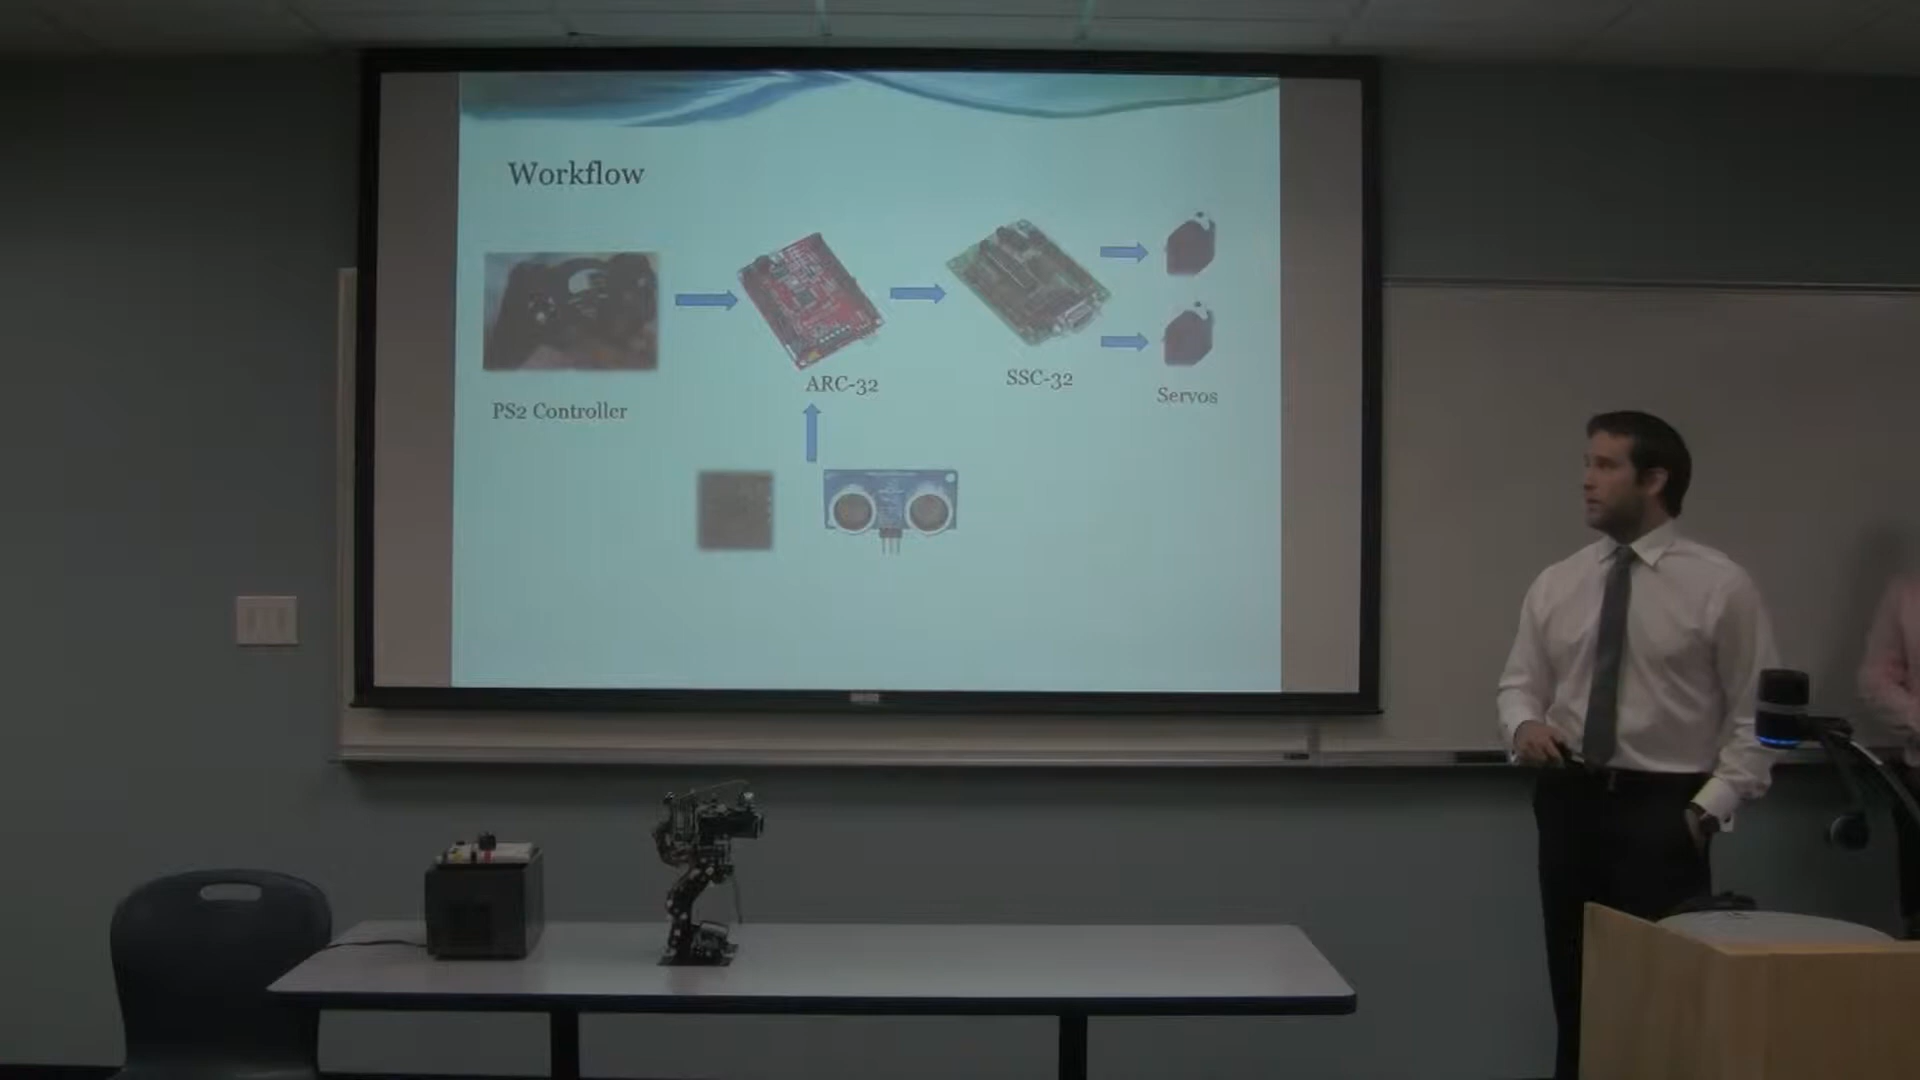 Workflow
PS2 Controller
ARC-32
SSC-32
Servos